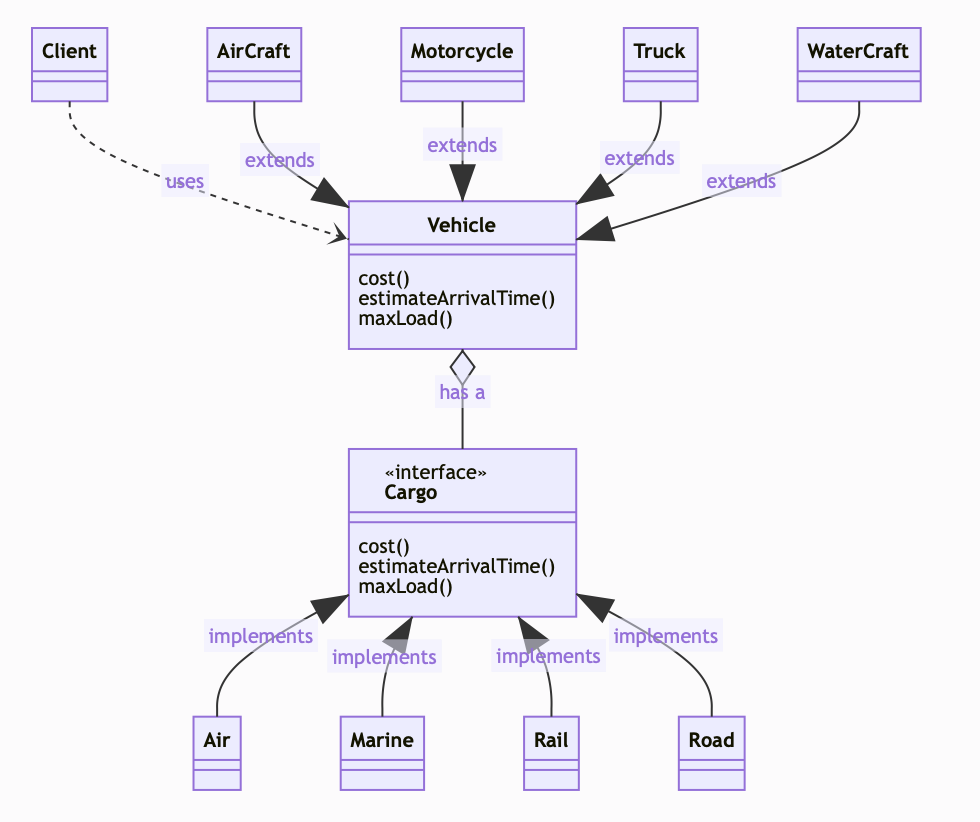 Client
AirCraft
Motorcycle
Truck
WaterCraft
extends
extends
extends
uses
extends
Vehicle
cost()
estimateArrivalTime()
maxLoad()
has a
«interface»
Cargo
cost()
estimateArrivalTime()
maxLoad()
implements
implements
implements
implements
Air
Marine
Rail
Road